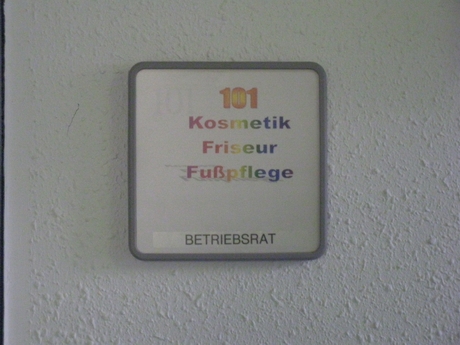 101
Kosmetik
Friseur
Fußpflege
BETRIEBSRAT